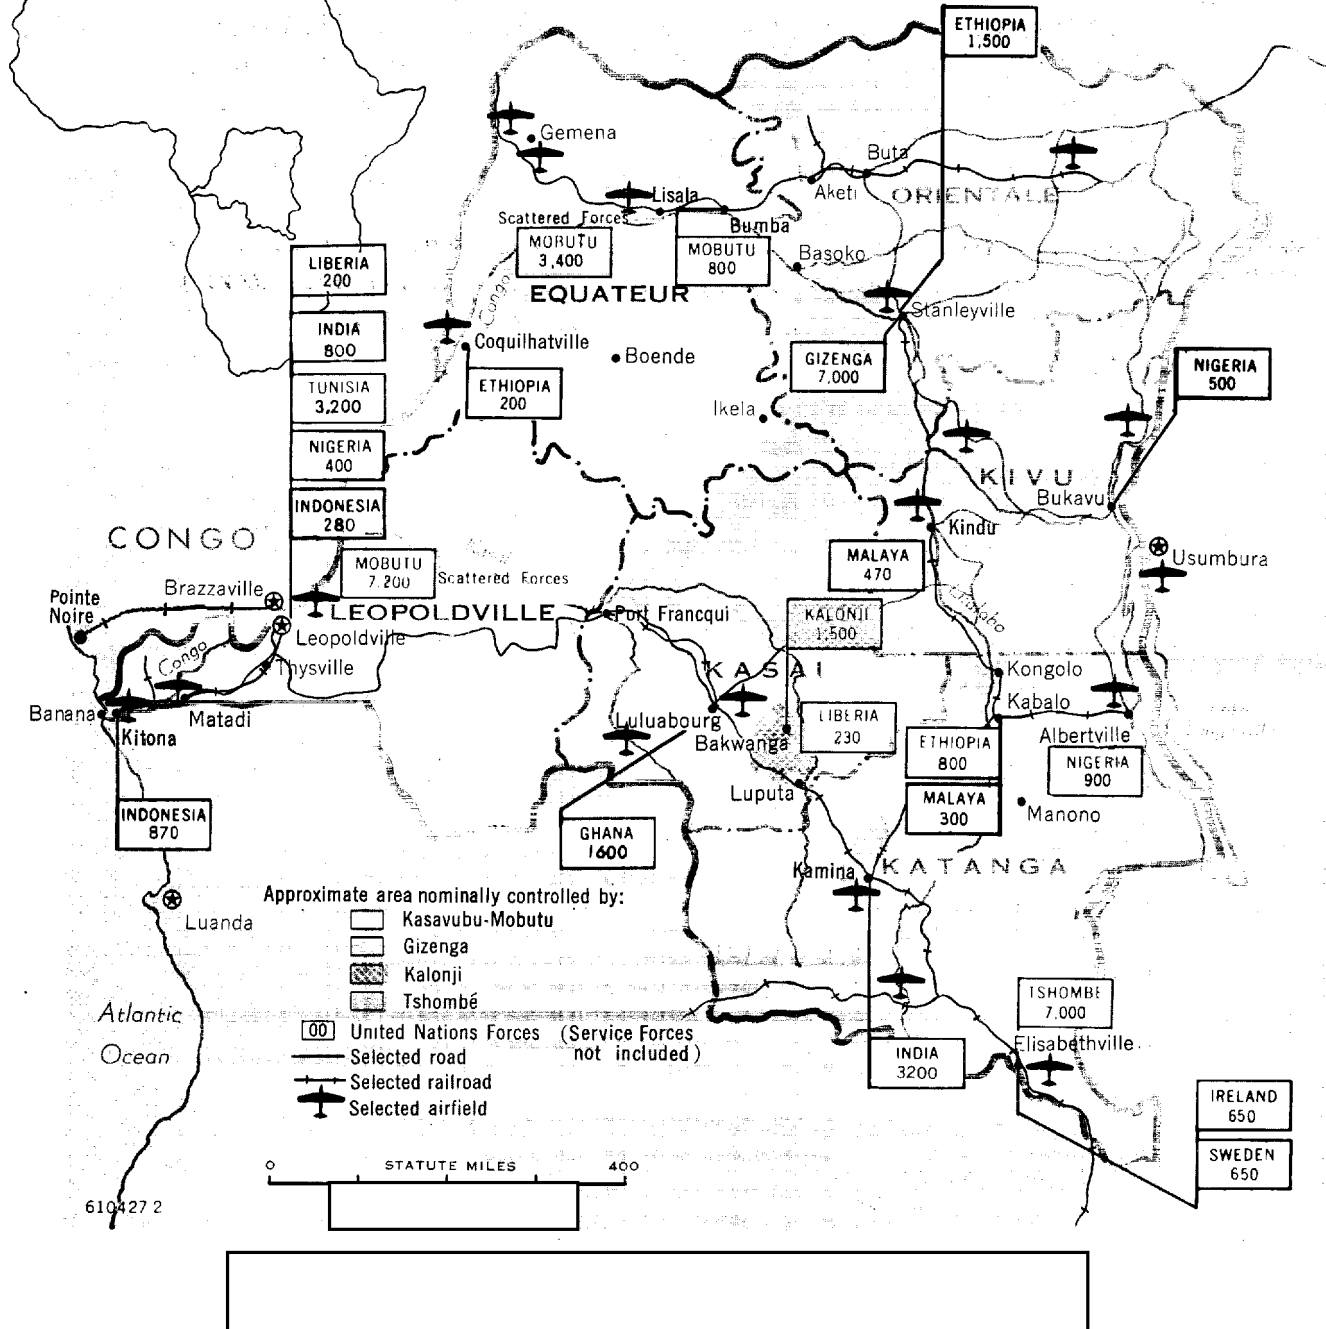 ETHIOPIA
1,500
Gemena
Buta
Lisala
Aketi
ORIENTALE
Scattered Forces
Bumba
MOBUTU
3,400
MOBUTU
800
Basoko
LIBERIA
200
EQUATEUR
Congo
Stanleyville
INDIA
800
Coquilhatville
Boende
GIZENGA
7,000
NIGERIA
500
TUNISIA
3,200
ETHIOPIA
200
Ikela
NIGERIA
400
KIVU
Bukavu
INDONESIA
280
Kindu
CONGO
MOBUTU
7,200
Scattered Forces
MALAYA
470
Usumbura
Brazzaville
Pointe
Noire
LEOPOLDVILLE
Port Francqui
KALONJI
1,500
Lualaba
Leopoldville
Congo
Thysville
KASAI
Kongolo
Kabalo
Banana
Matadi
Kitona
Luluabourg
Bakwanga
LIBERIA
230
ETHIOPIA
800
Albertville
NIGERIA
900
Luputa
MALAYA
300
Manono
INDONESIA
870
GHANA
1600
Kamina
KATANGA
Luanda
Approximate area nominally controlled by:
Kasavubu-Mobutu
Gizenga
Kalonji
Tshombé
00 United Nations Forces (Service Forces
not included)
Selected road
Selected railroad
Selected airfield
Atlantic
Ocean
TSHOMBE
7,000
Elisabethville
INDIA
3200
IRELAND
650
SWEDEN
650
0 STATUTE MILES 400
610427 2